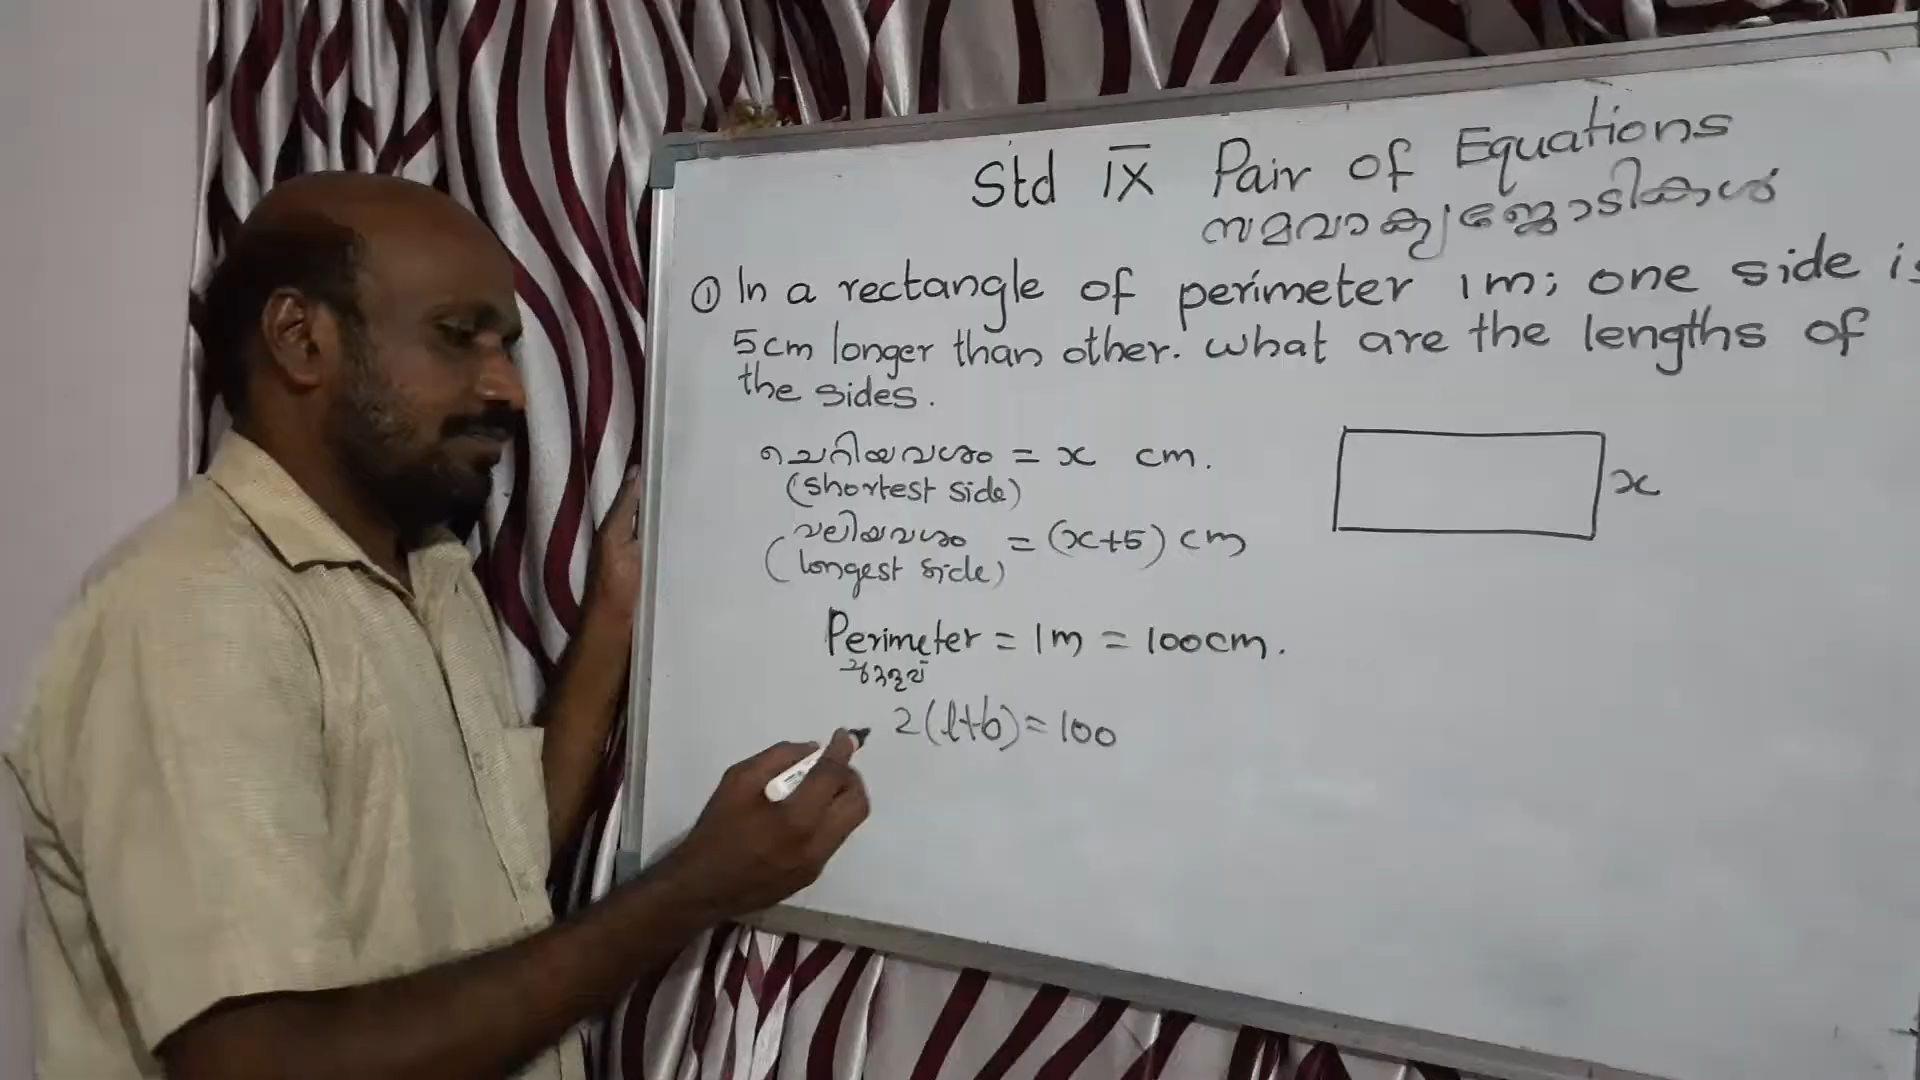 Std IX Pair of Equations
സമവാക്യജോടികൾ
① In a rectangle of perimeter 1m; one side is
5cm longer than other. What are the lengths of
the sides.
ചെറിയവശം = x cm.
(shortest side)
വലിയവശം = (x+5) cm
(longest side)
x
Perimeter = 1m = 100cm.
ചുറ്റളവ്
2(l+b) = 100